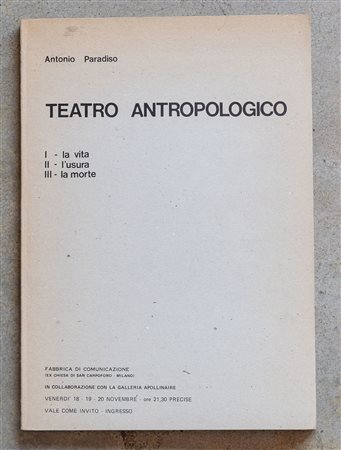 Antonio Paradiso
TEATRO ANTROPOLOGICO
I - la vita
II - l'usura
III - la morte
FABBRICA DI COMUNICAZIONE
(EX CHIESA DI SAN CARPOFORO - MILANO)
IN COLLABORAZIONE CON LA GALLERIA APOLLINAIRE
VENERDI 18 - 19 - 20 NOVEMBRE - ore 21,30 PRECISE
VALE COME INVITO - INGRESSO